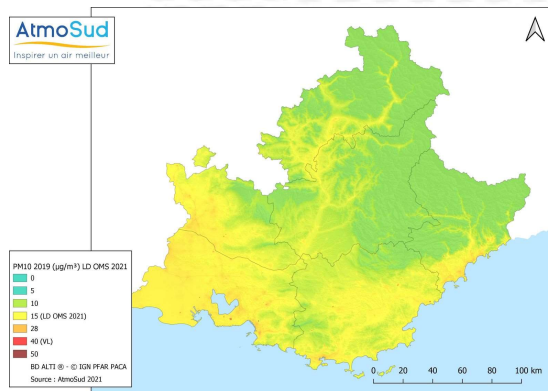 AtmoSud
Inspirer un air meilleur
PM10 2019 (µg/m³) LD OMS 2021
0
5
10
15 (LD OMS 2021)
28
40 (VL)
50
BD ALTI ® - © IGN PFAR PACA
Source : AtmoSud 2021
0 20 40 60 80 100 km